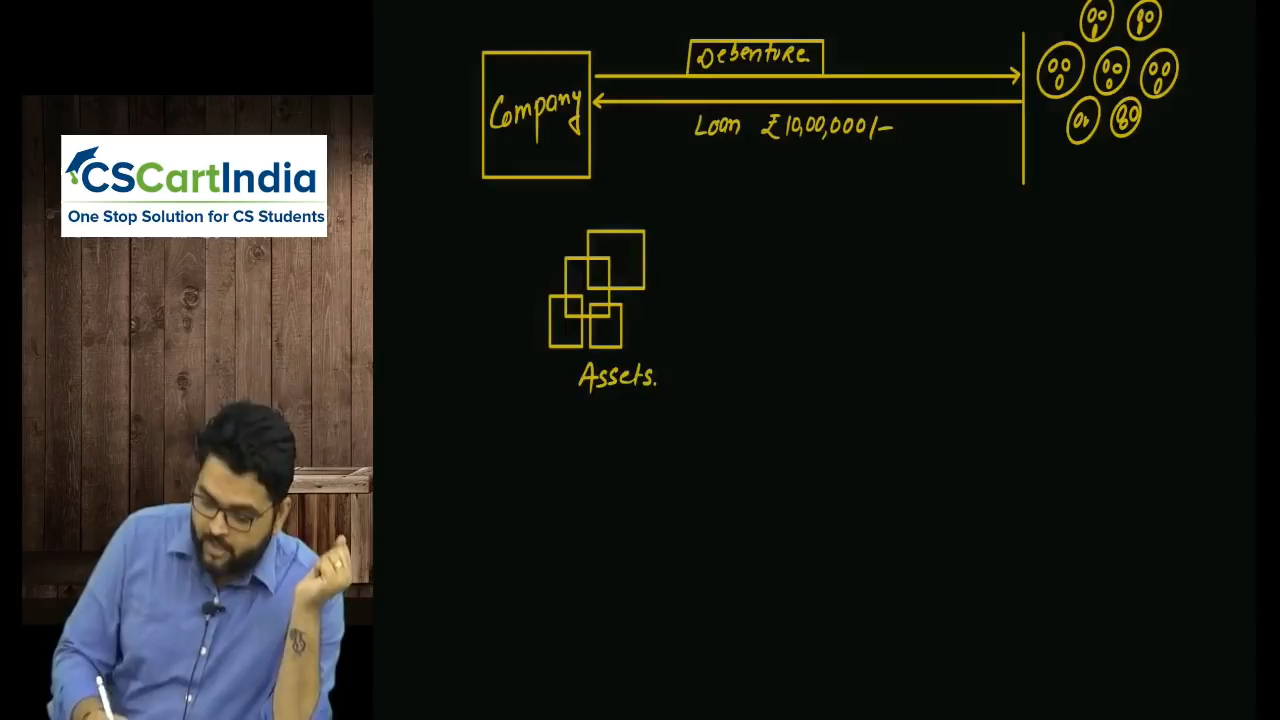 CSCartIndia
One Stop Solution for CS Students
Debenture
Company
Loan ₹10,00,000/-
Assets.